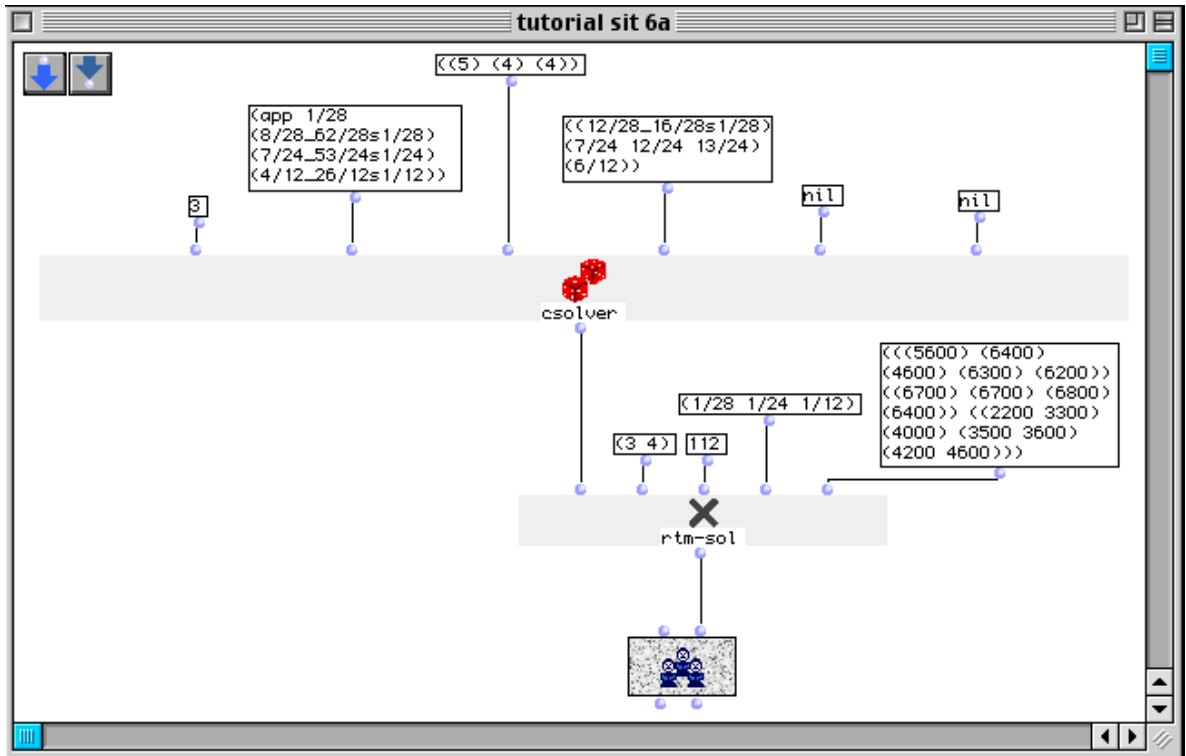 tutorial sit 6a
((5) (4) (4))
(app 1/28
(8/28_62/28s1/28)
(7/24_53/24s1/24)
(4/12_26/12s1/12))
((12/28_16/28s1/28)
(7/24 12/24 13/24)
(6/12))
3
nil
nil
csolver
(((5600) (6400)
(4600) (6300) (6200))
((6700) (6700) (6800)
(6400)) ((2200 3300)
(4000) (3500 3600)
(4200 4600)))
(1/28 1/24 1/12)
(3 4)
112
rtm-sol